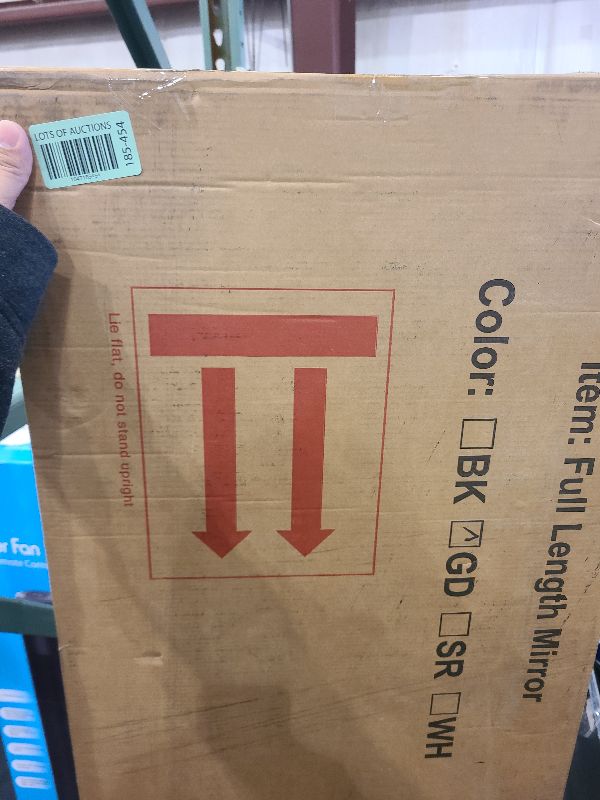 LOTS OF AUCTIONS
185-454
Lie flat, do not stand upright
Item: Full Length Mirror
Color: BK GD SR WH
Fan